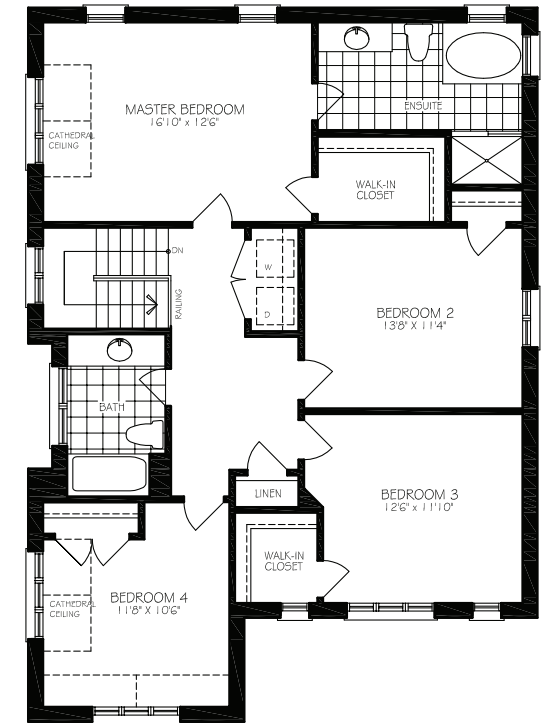 MASTER BEDROOM
16'10" X 12'6"
ENSUITE
CATHEDRAL
CEILING
WALK-IN
CLOSET
DN
W
RAILING
D
BEDROOM 2
13'8" X 11'4"
BATH
LINEN
BEDROOM 3
12'6" X 11'10"
WALK-IN
CLOSET
BEDROOM 4
11'8" X 10'6"
CATHEDRAL
CEILING